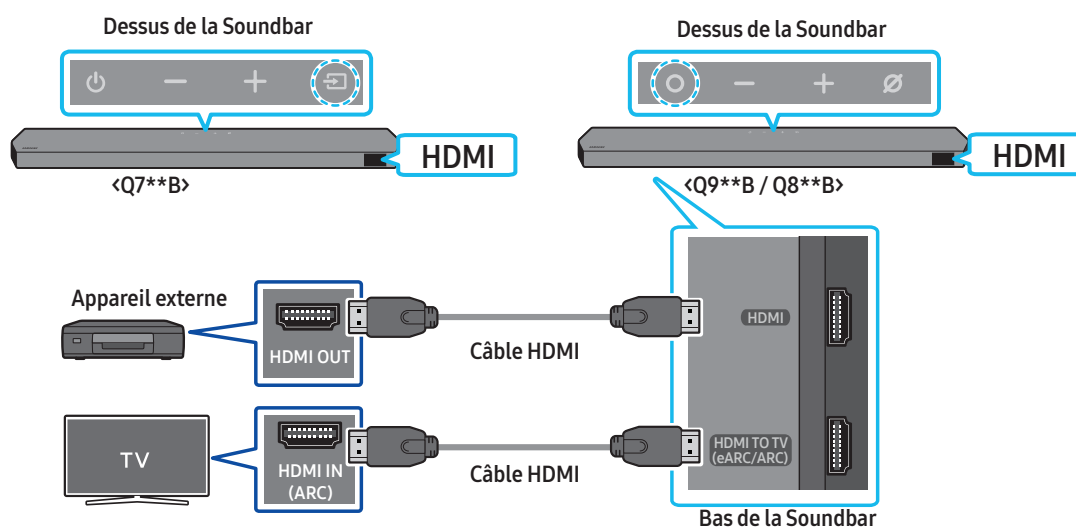 Dessus de la Soundbar
HDMI
<Q7**B>
Dessus de la Soundbar
HDMI
<Q9**B / Q8**B>
Appareil externe
HDMI OUT
Câble HDMI
HDMI
TV
HDMI IN
(ARC)
Câble HDMI
HDMI TO TV
(eARC/ARC)
Bas de la Soundbar